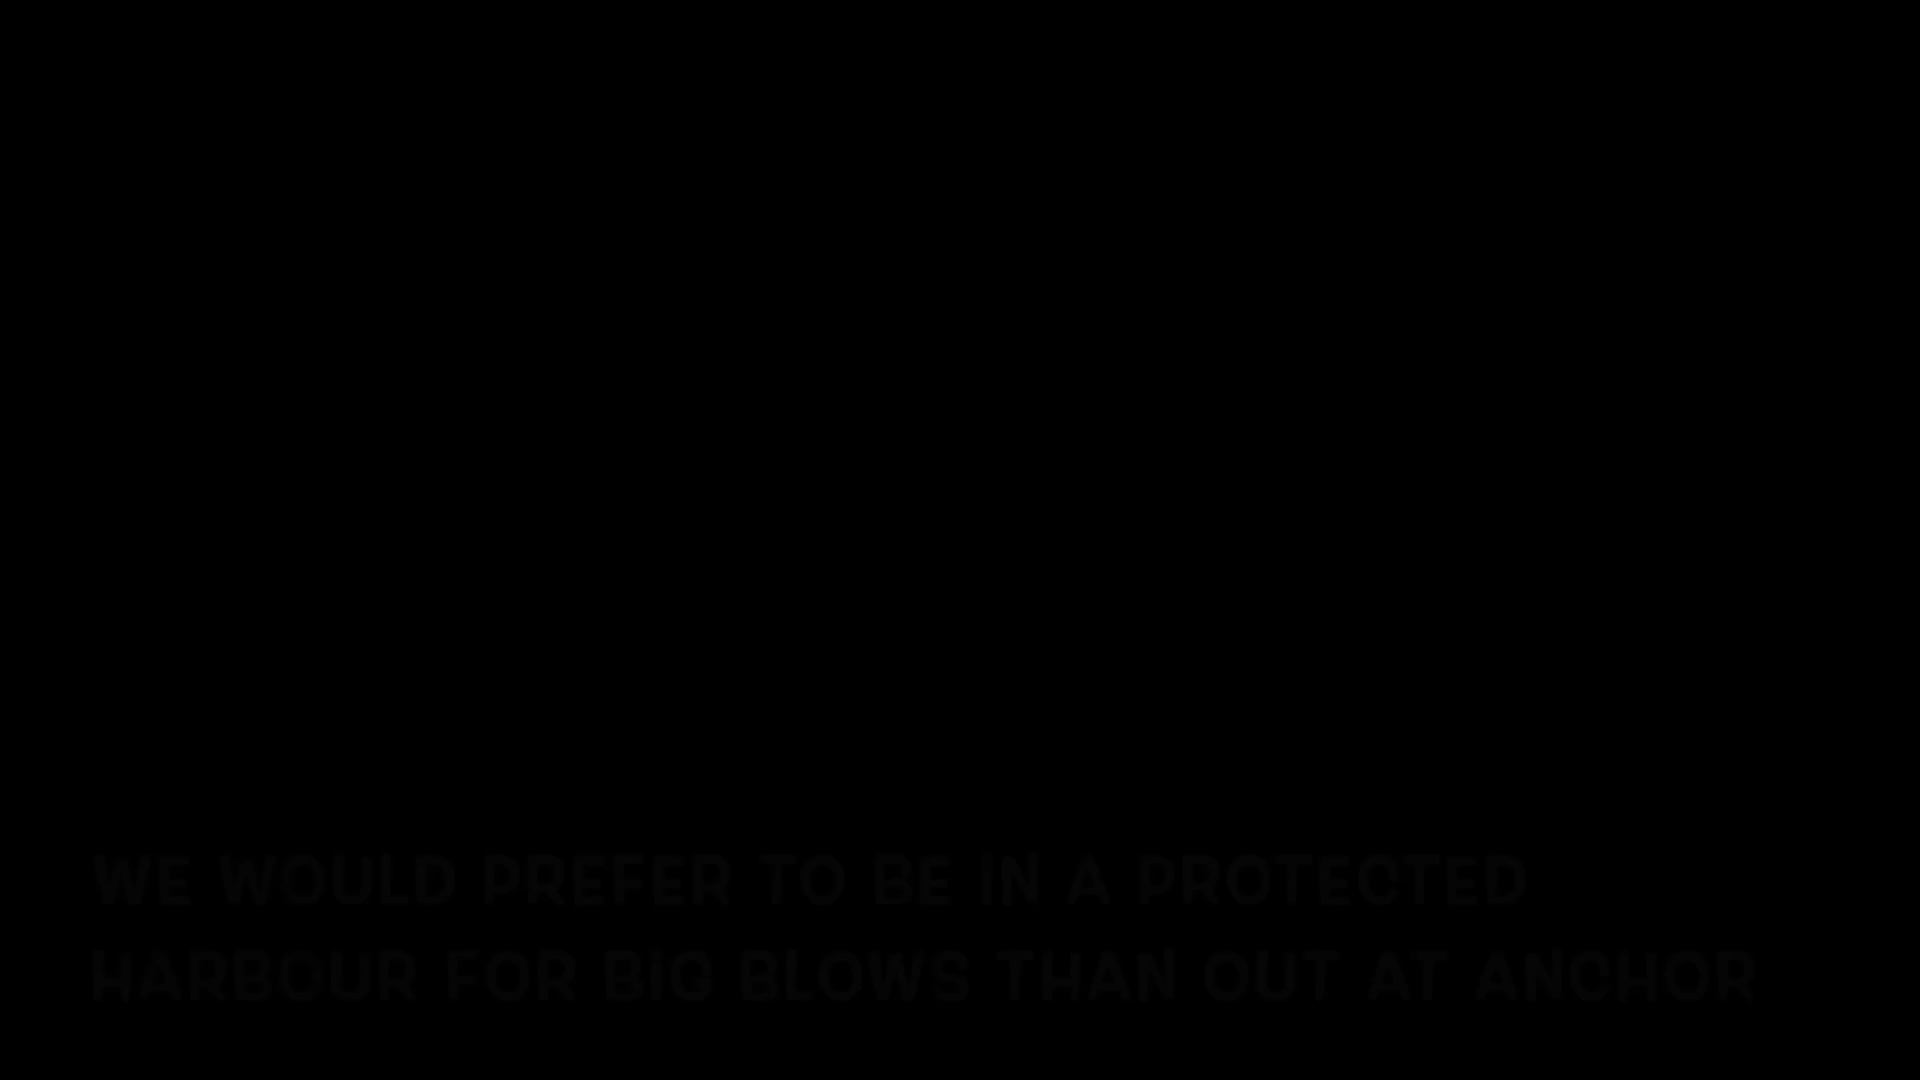 WE WOULD PREFER TO BE IN A PROTECTED
HARBOUR FOR BIG BLOWS THAN OUT AT ANCHOR